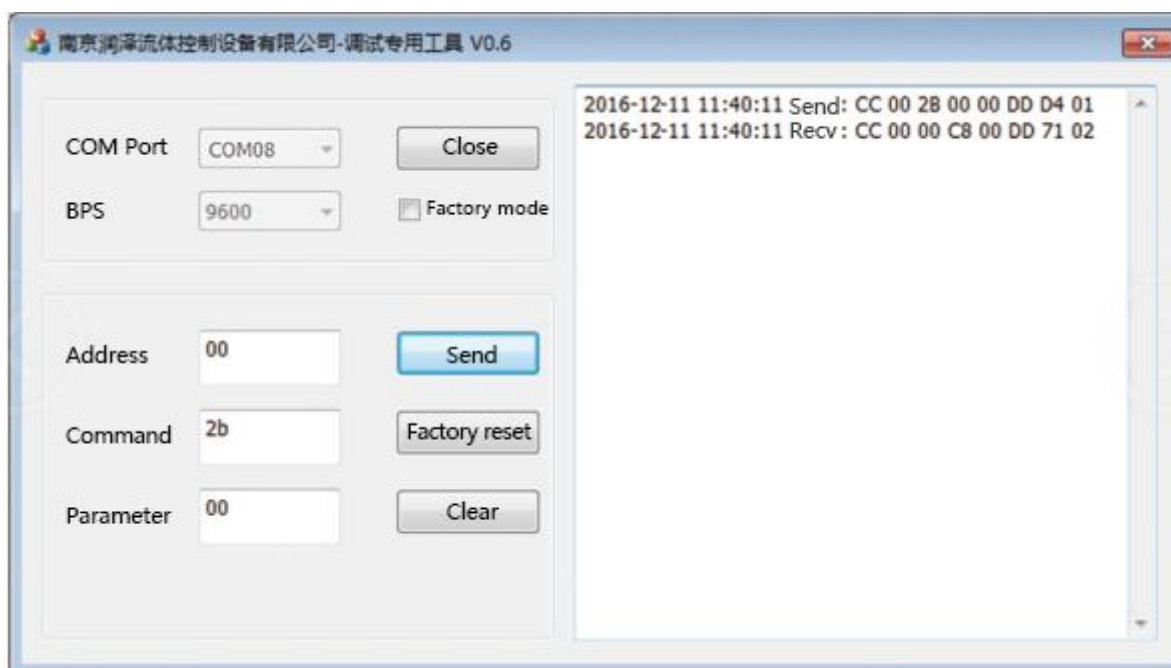 南京润泽流体控制设备有限公司-调试专用工具 V0.6
COM Port
COM08
Close
BPS
9600
Factory mode
Address
00
Send
Command
2b
Factory reset
Parameter
00
Clear
2016-12-11 11:40:11 Send: CC 00 2B 00 00 DD D4 01
2016-12-11 11:40:11 Recv : CC 00 00 C8 00 DD 71 02